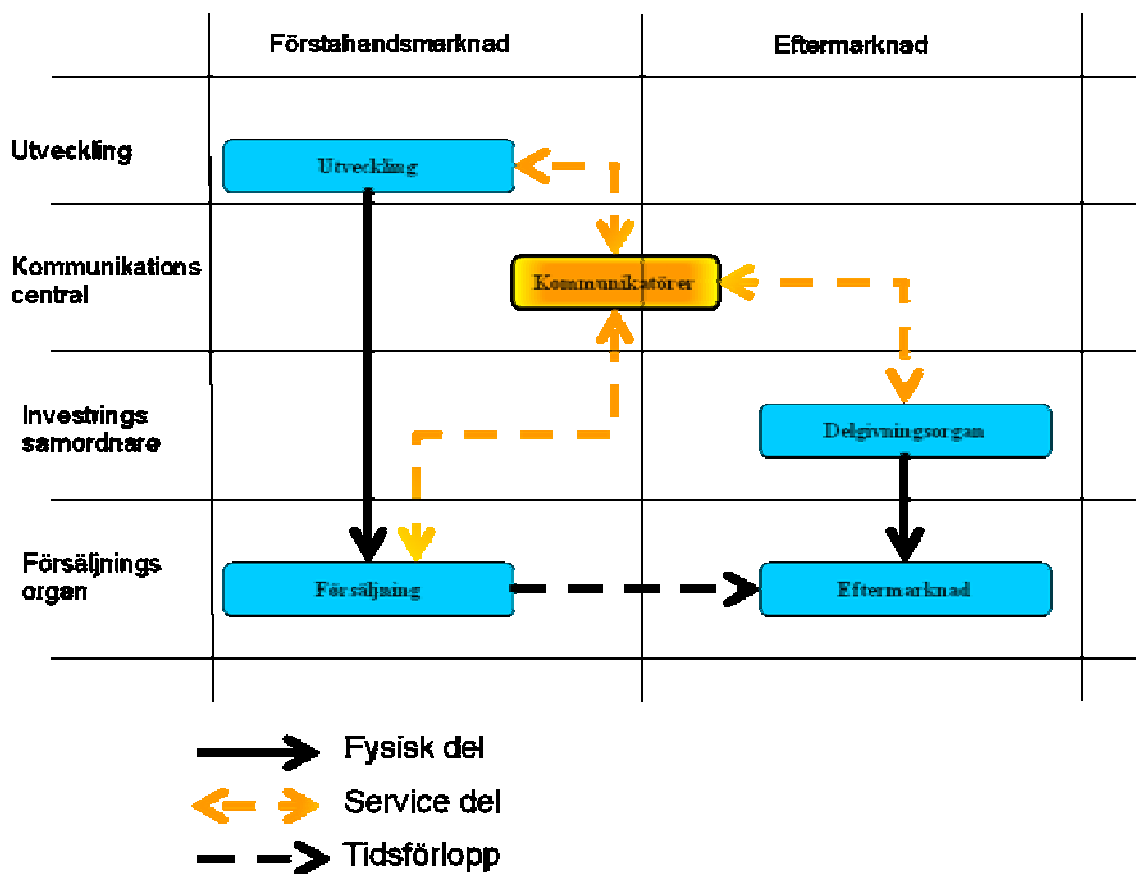 Förstahandsmarknad
Eftermarknad
Utveckling
Utveckling
Kommunikations
central
Kommunikatörer
Investrings
samordnare
Delgivningsorgan
Försäljnings
organ
Försäljning
Eftermarknad
Fysisk del
Service del
Tidsförlopp